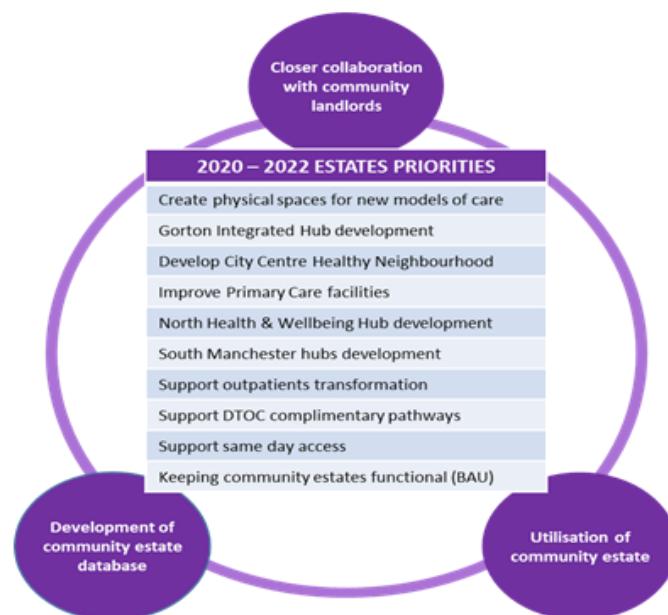 Closer collaboration
with community
landlords
2020 – 2022 ESTATES PRIORITIES
Create physical spaces for new models of care
Gorton Integrated Hub development
Develop City Centre Healthy Neighbourhood
Improve Primary Care facilities
North Health & Wellbeing Hub development
South Manchester hubs development
Support outpatients transformation
Support DTOC complimentary pathways
Support same day access
Keeping community estates functional (BAU)
Development of
community estate
database
Utilisation of
community estate